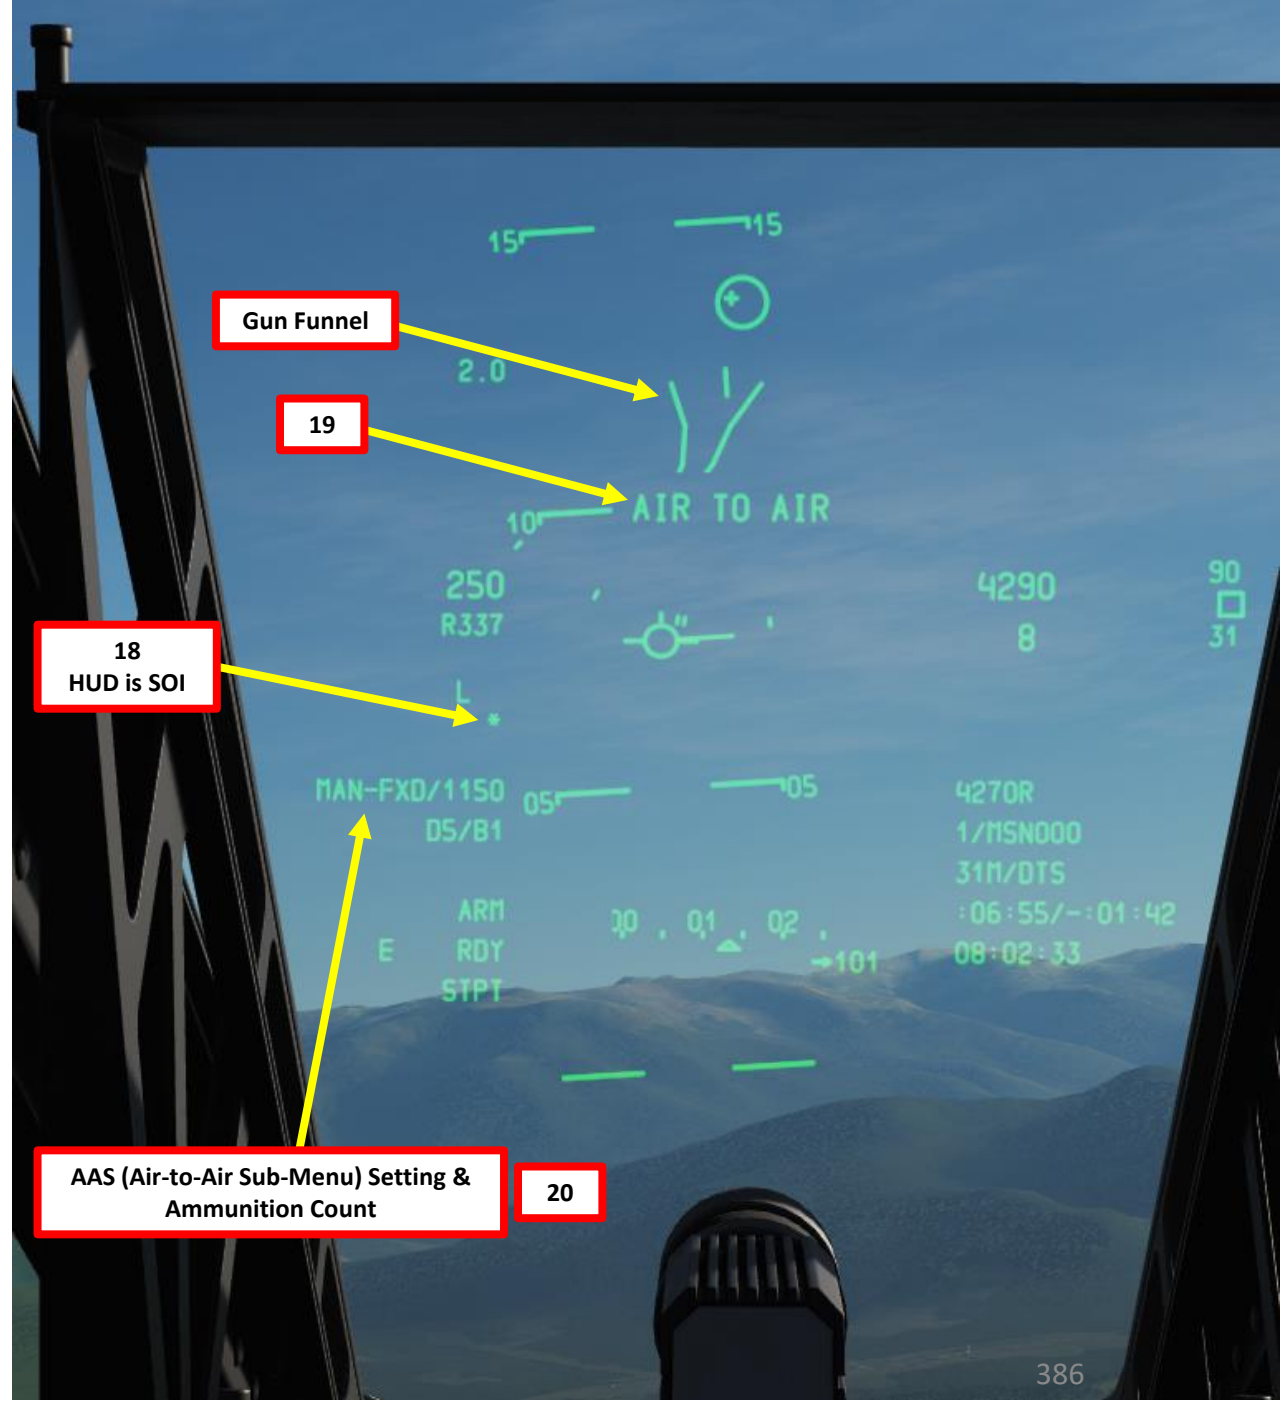 15 15
Gun Funnel
2.0
19
AIR TO AIR
10
250
R337
4290
8
90
31
18
HUD is SOI
L
*
MAN-FXD/1150
D5/B1
05 05
4270R
1/MSN000
31M/DTS
:06:55/-:01:42
08:02:33
ARM
E RDY
STPT
00 01 02
101
AAS (Air-to-Air Sub-Menu) Setting &
Ammunition Count
20
386